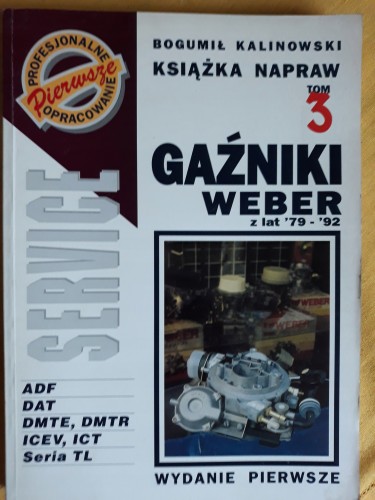 PROFESJONALNE
Pierwsze
OPRACOWANIE
BOGUMIŁ KALINOWSKI
KSIĄŻKA NAPRAW
TOM
3
GAŹNIKI
WEBER
z lat '79 - '92
SERVICE
WEBER
ADF
DAT
DMTE, DMTR
ICEV, ICT
Seria TL
WYDANIE PIERWSZE